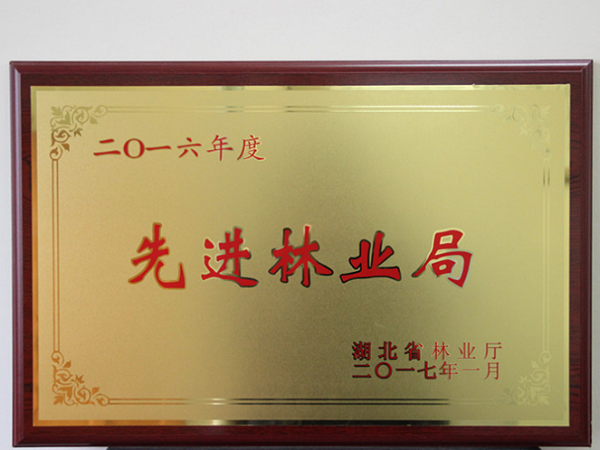 二〇一六年度
先进林业局
湖北省林业厅
二〇一七年一月